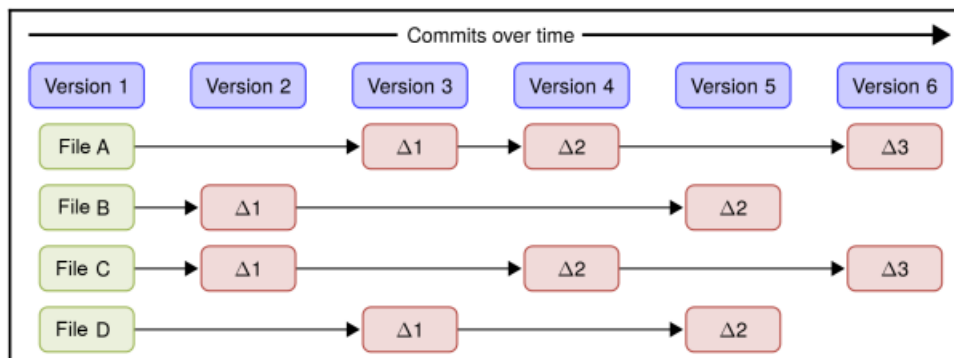 Commits over time
Version 1 Version 2 Version 3 Version 4 Version 5 Version 6
File A Δ1 Δ2 Δ3
File B Δ1 Δ2
File C Δ1 Δ2 Δ3
File D Δ1 Δ2